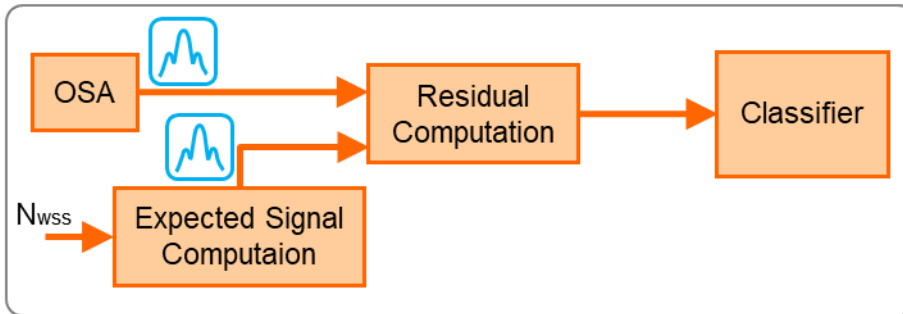 OSA
Residual
Computation
Classifier
NWSS
Expected Signal
Computaion